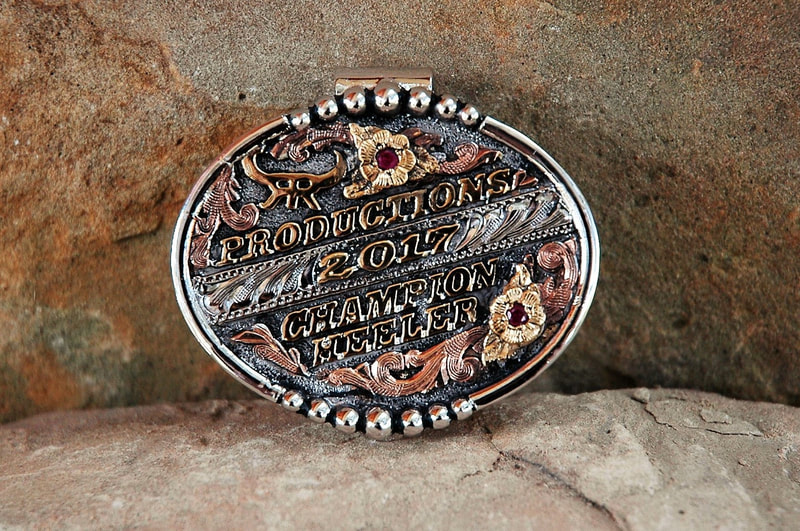 RR
PRODUCTIONS
2017
CHAMPION
HEELER